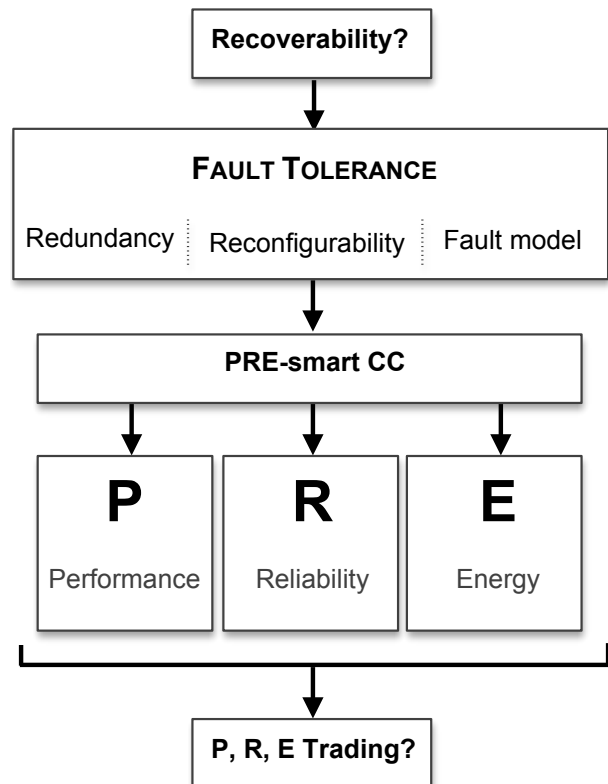 Recoverability?
FAULT TOLERANCE
Redundancy Reconfigurability Fault model
PRE-smart CC
P R E
Performance Reliability Energy
P, R, E Trading?